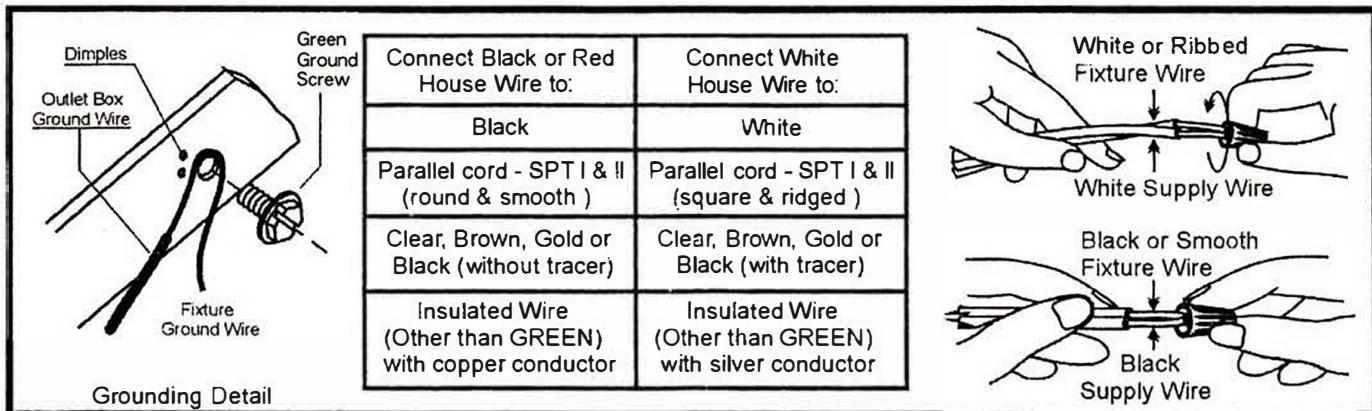 Dimples
Green
Ground
Screw
Outlet Box
Ground Wire
Fixture
Ground Wire
Grounding Detail
Connect Black or Red
House Wire to:
Connect White
House Wire to:
Black
White
Parallel cord - SPT I & II
(round & smooth )
Parallel cord - SPT I & II
(square & ridged )
Clear, Brown, Gold or
Black (without tracer)
Clear, Brown, Gold or
Black (with tracer)
Insulated Wire
(Other than GREEN)
with copper conductor
Insulated Wire
(Other than GREEN)
with silver conductor
White or Ribbed
Fixture Wire
White Supply Wire
Black or Smooth
Fixture Wire
Black
Supply Wire